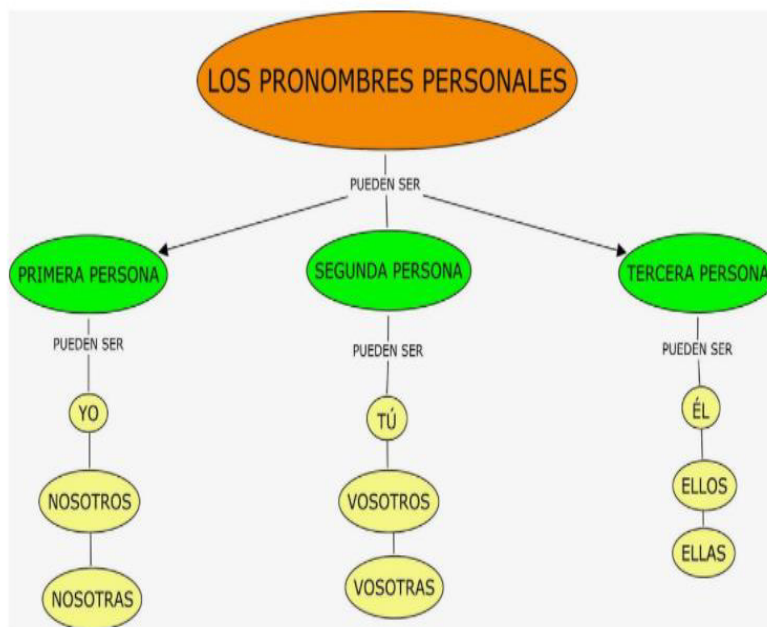 LOS PRONOMBRES PERSONALES
PUEDEN SER
PRIMERA PERSONA
SEGUNDA PERSONA
TERCERA PERSONA
PUEDEN SER
PUEDEN SER
PUEDEN SER
YO
TÚ
ÉL
NOSOTROS
VOSOTROS
ELLOS
NOSOTRAS
VOSOTRAS
ELLAS